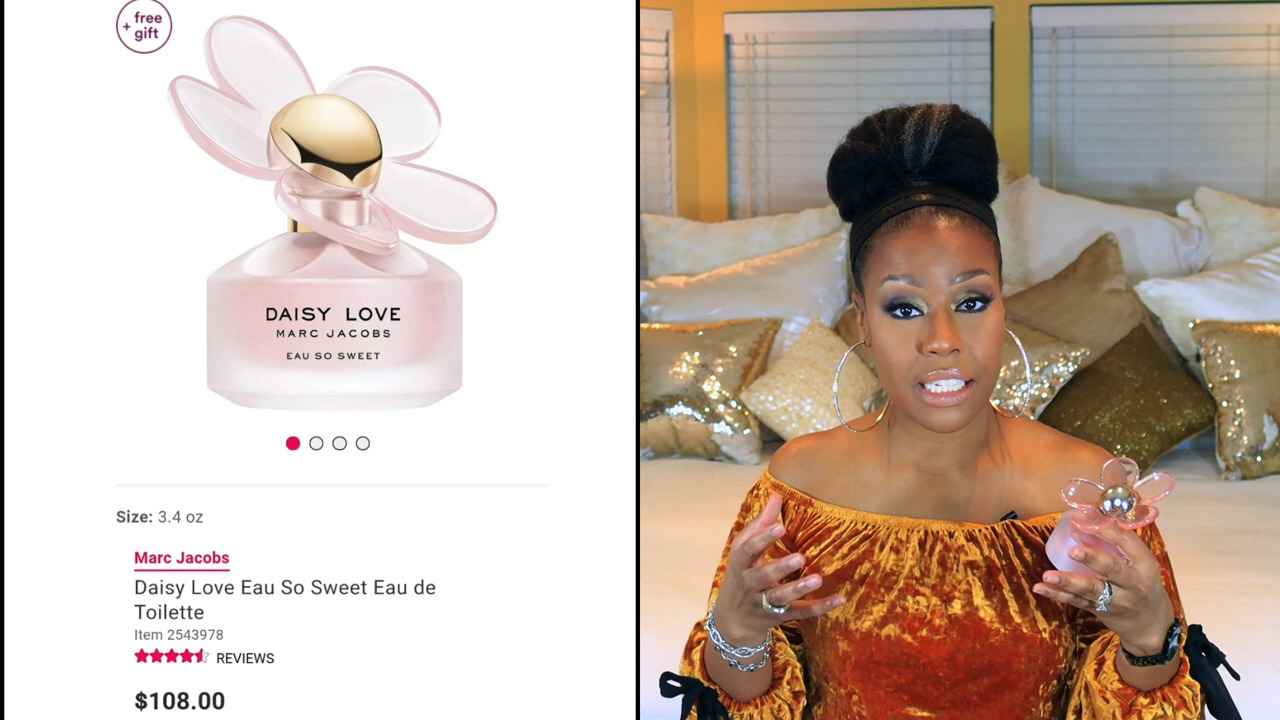 + free
gift
DAISY LOVE
MARC JACOBS
EAU SO SWEET
Size: 3.4 oz
Marc Jacobs
Daisy Love Eau So Sweet Eau de
Toilette
Item 2543978
REVIEWS
$108.00